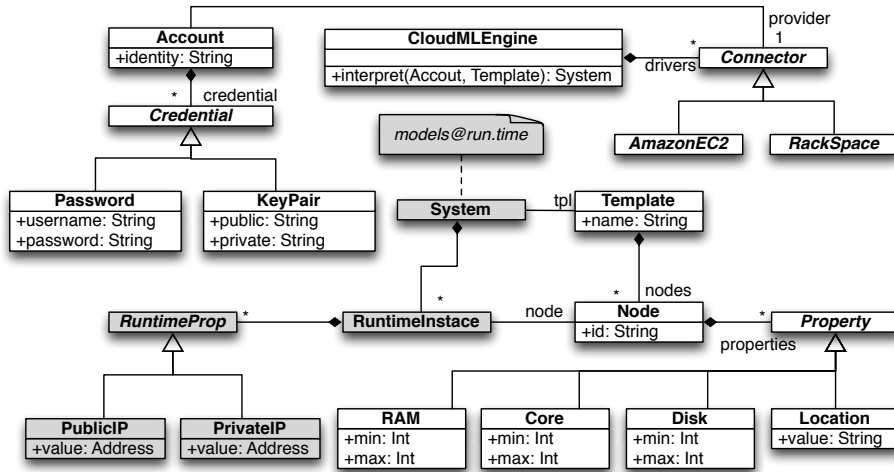 provider
1
Account
+identity: String
CloudMLEngine
+interpret(Accout, Template): System
*
drivers
Connector
*
credential
Credential
models@run.time
AmazonEC2
RackSpace
Password
+username: String
+password: String
KeyPair
+public: String
+private: String
System
tpl
Template
+name: String
*
*
nodes
RuntimeProp
*
RuntimeInstace
node
Node
+id: String
*
properties
Property
PublicIP
+value: Address
PrivateIP
+value: Address
RAM
+min: Int
+max: Int
Core
+min: Int
+max: Int
Disk
+min: Int
+max: Int
Location
+value: String